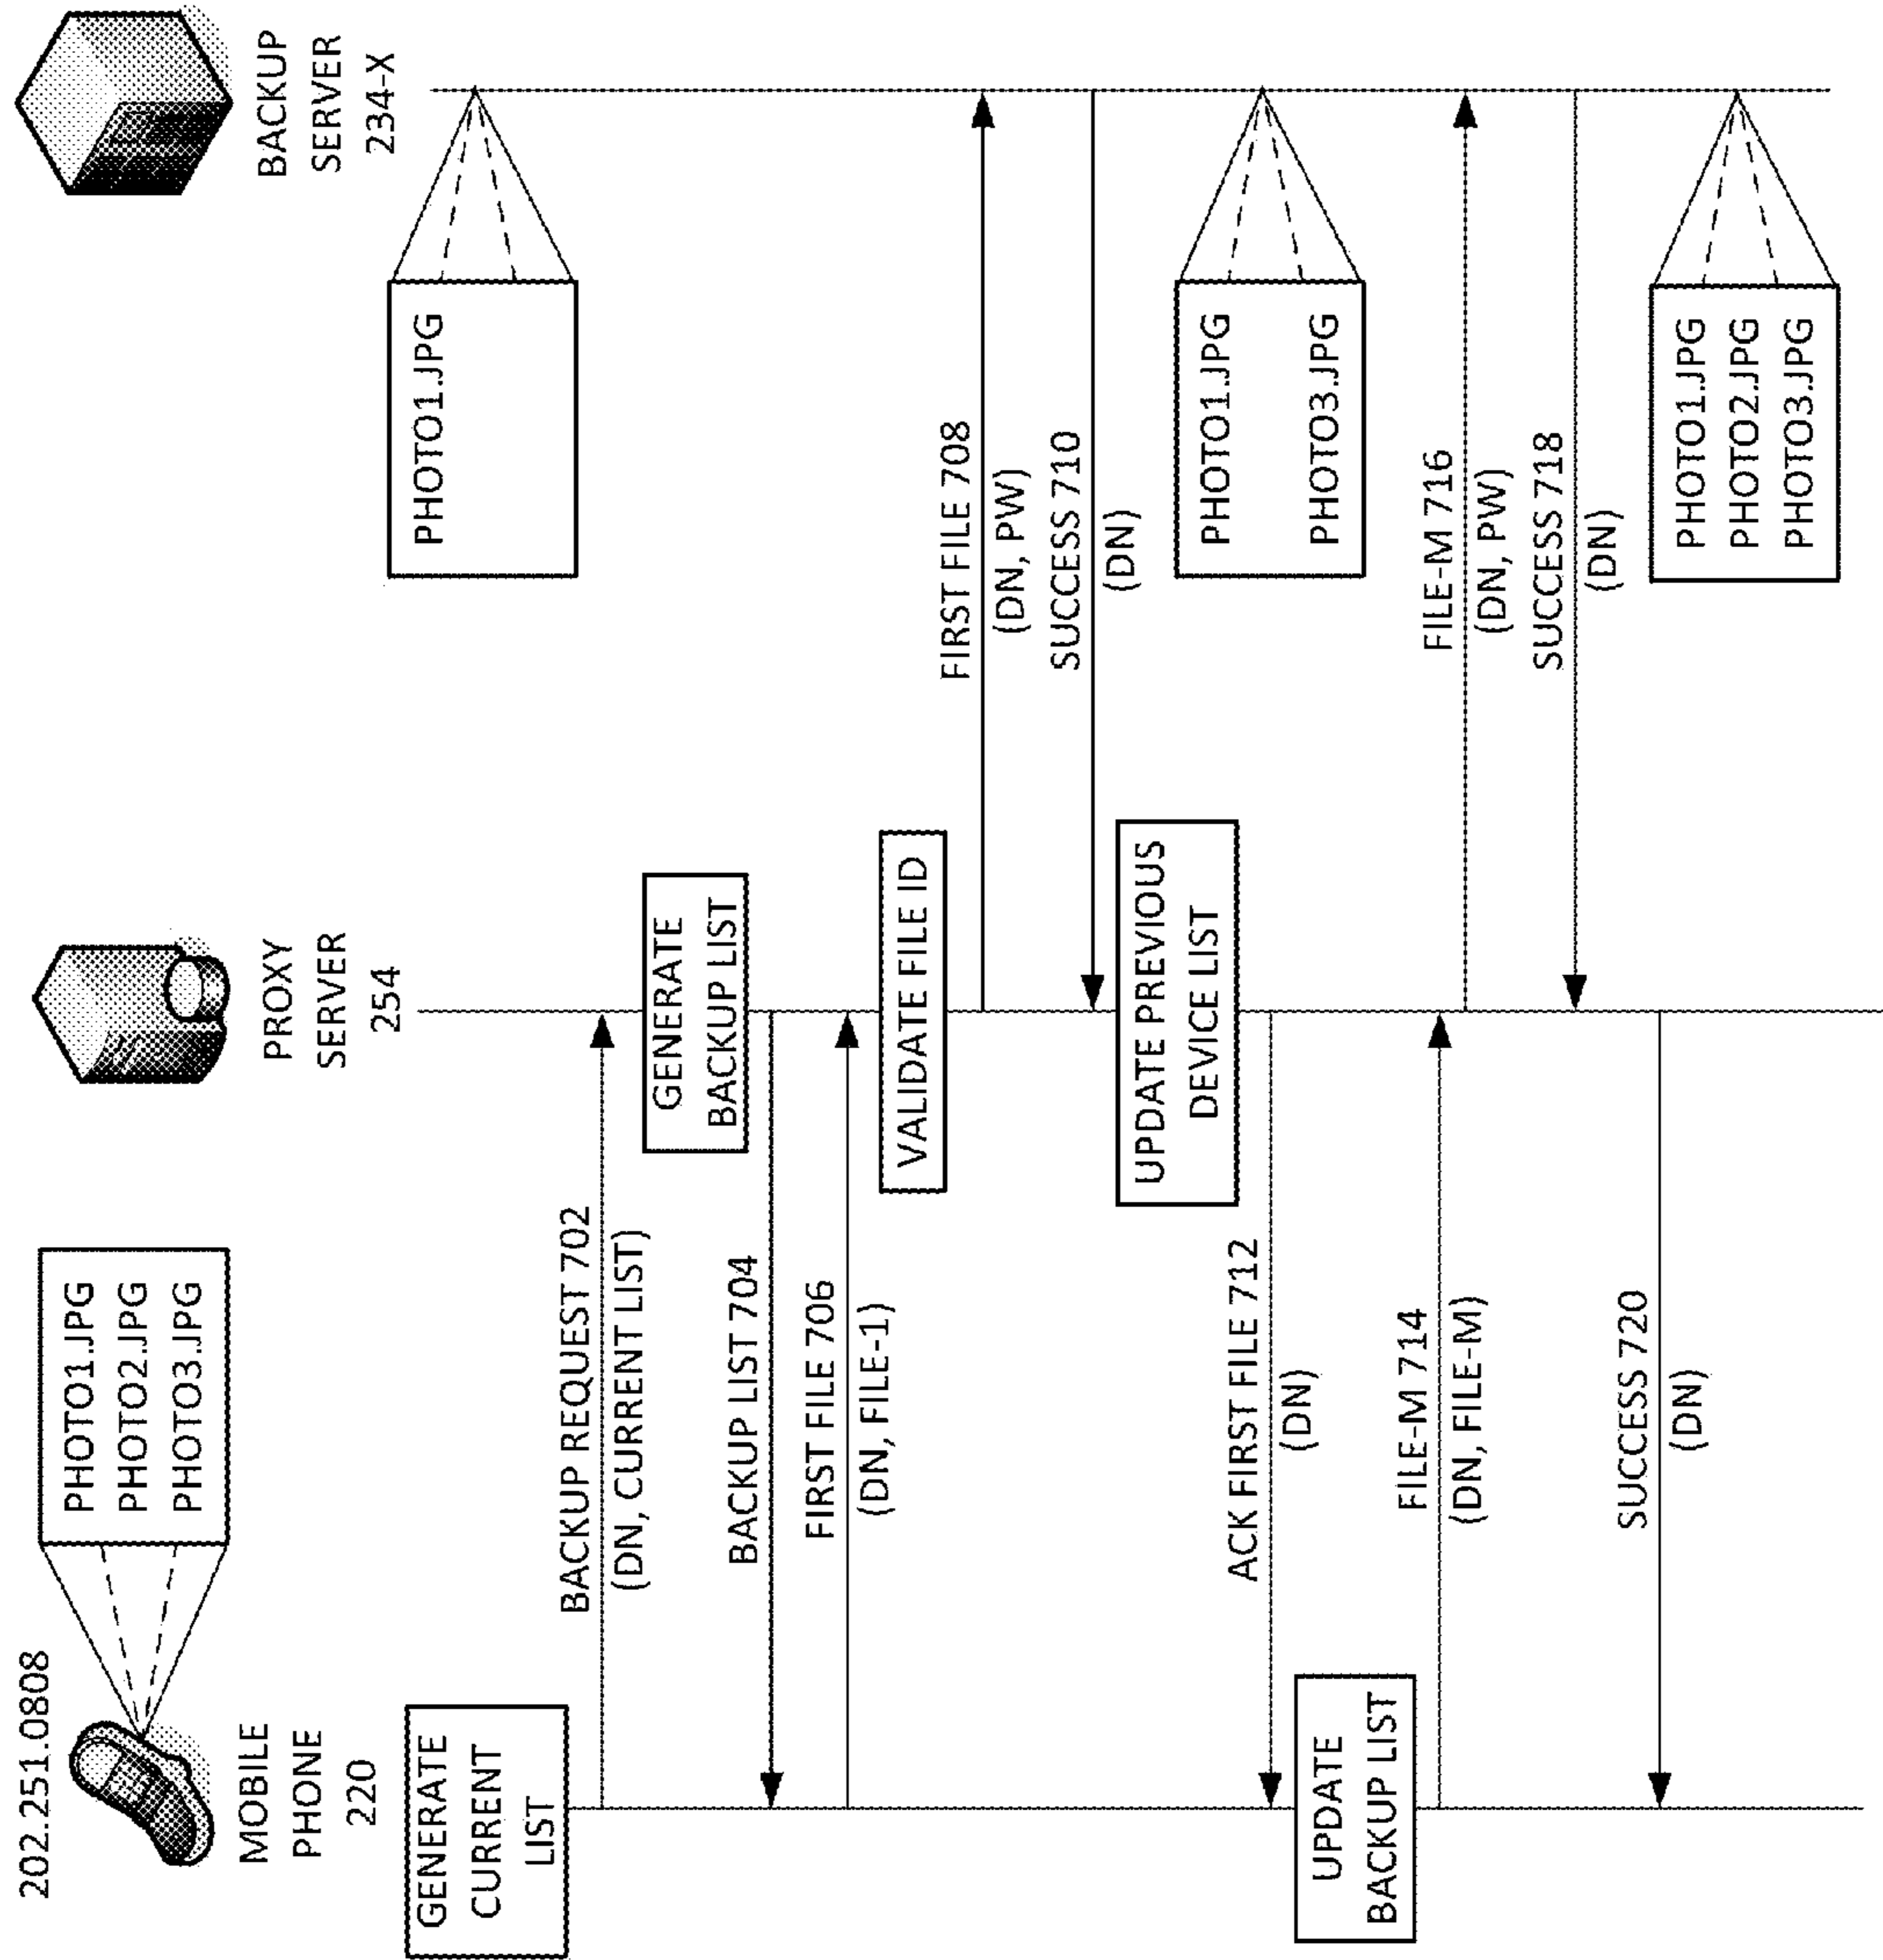 202.251.0808
MOBILE
PHONE
220
PHOTO1.JPG
PHOTO2.JPG
PHOTO3.JPG
PROXY
SERVER
254
BACKUP
SERVER
234-X
GENERATE
CURRENT
LIST
PHOTO1.JPG
BACKUP REQUEST 702
(DN, CURRENT LIST)
GENERATE
BACKUP LIST
BACKUP LIST 704
FIRST FILE 706
(DN, FILE-1)
VALIDATE FILE ID
FIRST FILE 708
(DN, PW)
SUCCESS 710
(DN)
UPDATE PREVIOUS
DEVICE LIST
PHOTO1.JPG
PHOTO3.JPG
ACK FIRST FILE 712
(DN)
UPDATE
BACKUP LIST
FILE-M 714
(DN, FILE-M)
FILE-M 716
(DN, PW)
SUCCESS 718
(DN)
SUCCESS 720
(DN)
PHOTO1.JPG
PHOTO2.JPG
PHOTO3.JPG